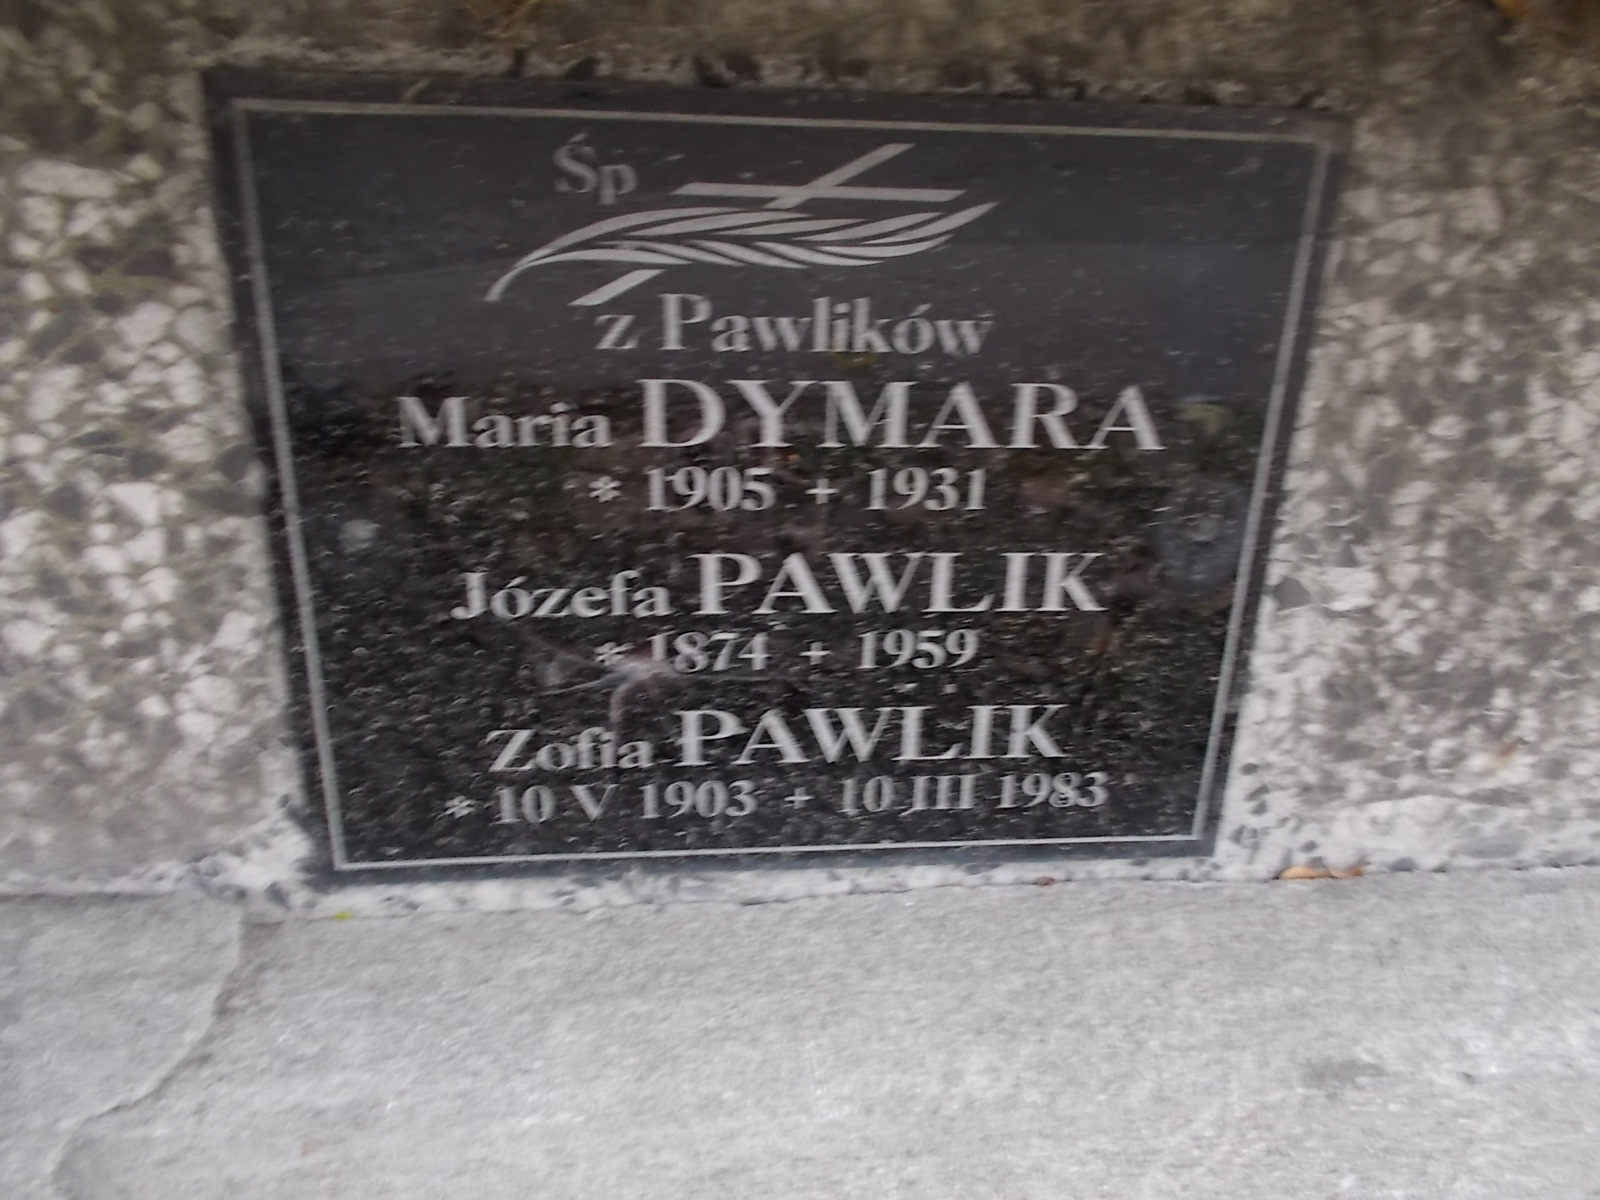 Śp
z Pawlików
Maria DYMARA
* 1905 + 1931
Józefa PAWLIK
* 1874 + 1959
Zofia PAWLIK
* 10 V 1903 + 10 III 1983